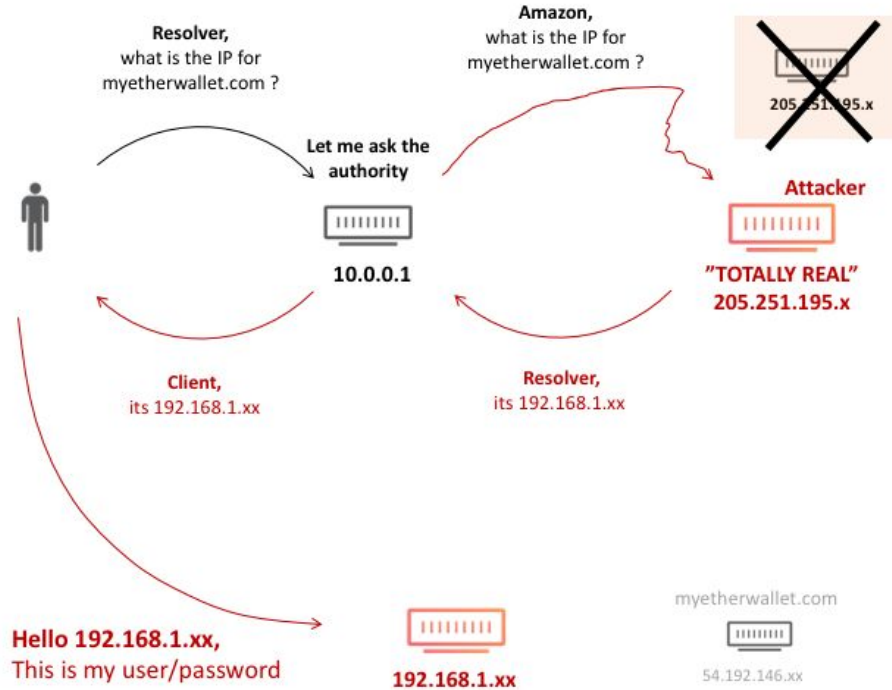 Resolver,
what is the IP for
myetherwallet.com ?
Amazon,
what is the IP for
myetherwallet.com ?
205.251.195.x
Let me ask the
authority
10.0.0.1
Attacker
”TOTALLY REAL”
205.251.195.x
Client,
its 192.168.1.xx
Resolver,
its 192.168.1.xx
Hello 192.168.1.xx,
This is my user/password
192.168.1.xx
myetherwallet.com
54.192.146.xx